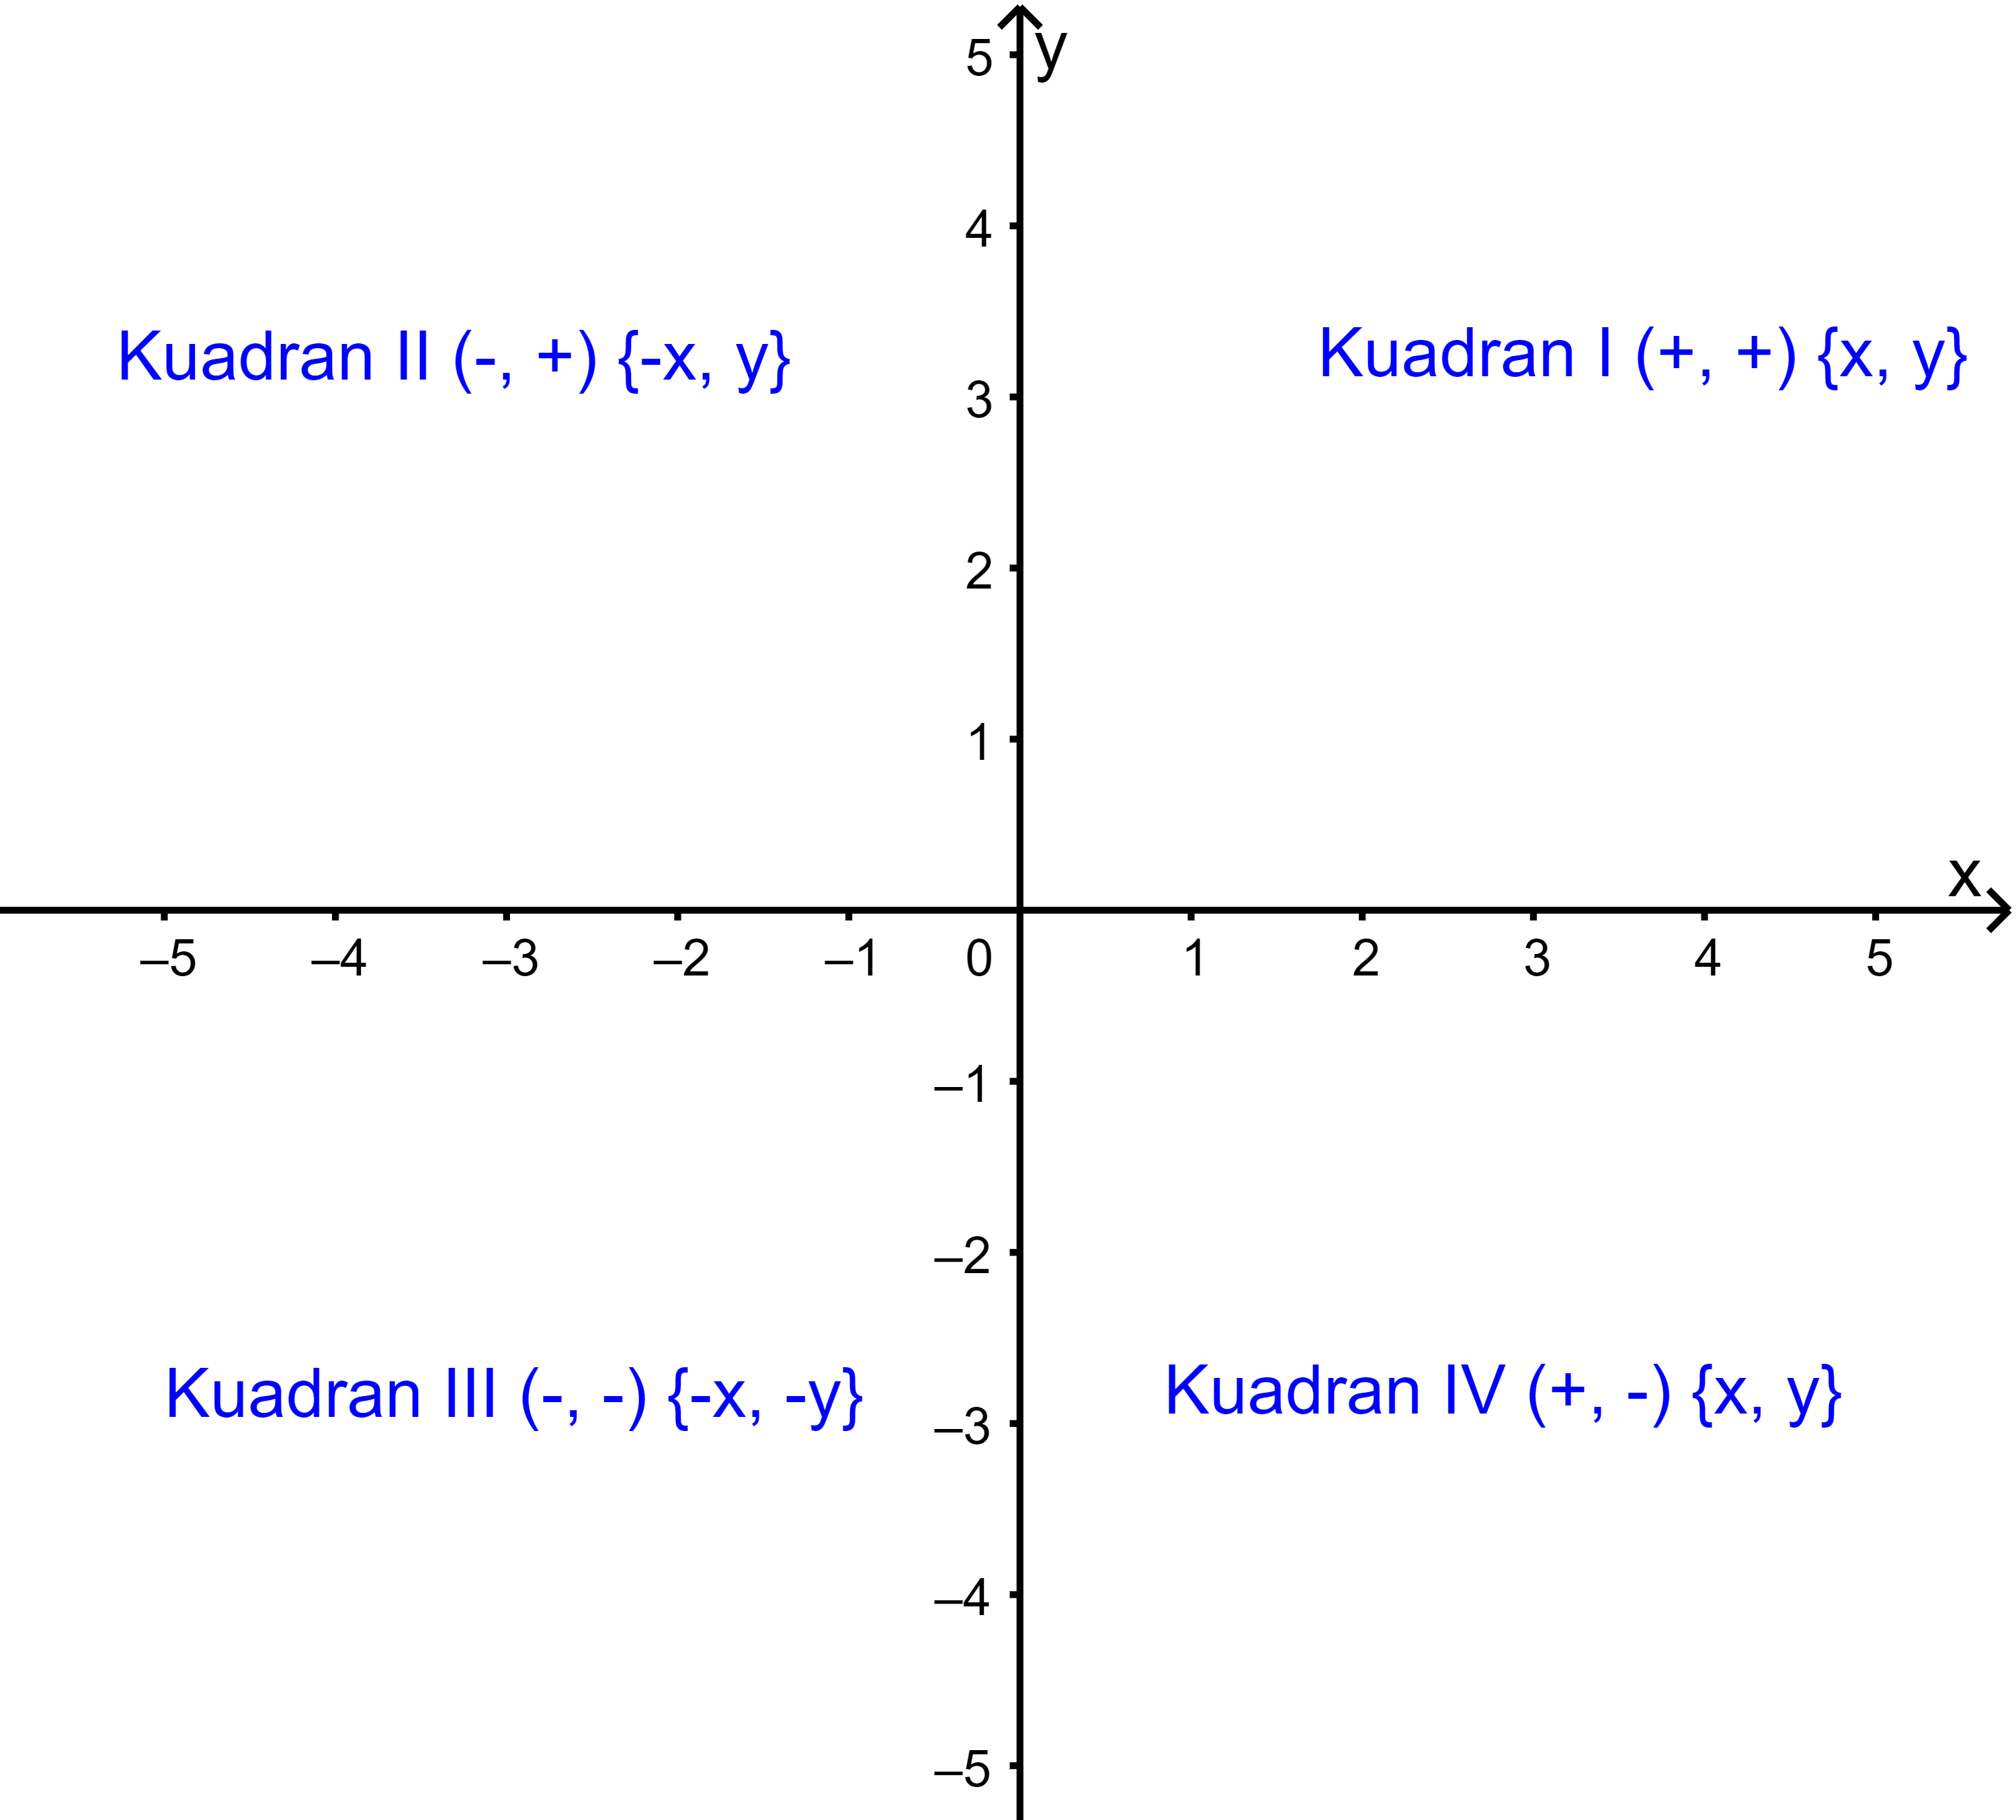 5
y
4
Kuadran II (-, +) {-x, y}
Kuadran I (+, +) {x, y}
3
2
1
x
–5 –4 –3 –2 –1 0 1 2 3 4 5
–1
–2
Kuadran III (-, -) {-x, -y}
Kuadran IV (+, -) {x, y}
–3
–4
–5